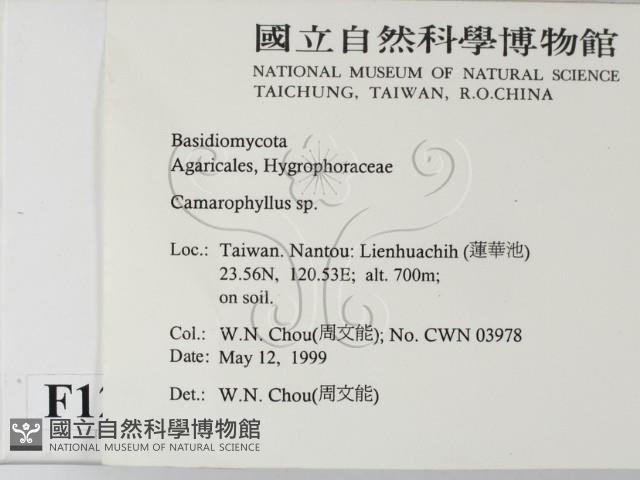 國立自然科學博物館
NATIONAL MUSEUM OF NATURAL SCIENCE
TAICHUNG, TAIWAN, R.O.CHINA
Basidiomycota
Agaricales, Hygrophoraceae
Camarophyllus sp.
Loc.: Taiwan. Nantou: Lienhuachih (蓮華池)
23.56N, 120.53E; alt. 700m;
on soil.
Col.: W.N. Chou(周文能); No. CWN 03978
Date: May 12, 1999
Det.: W.N. Chou(周文能)
F12
國立自然科學博物館
NATIONAL MUSEUM OF NATURAL SCIENCE